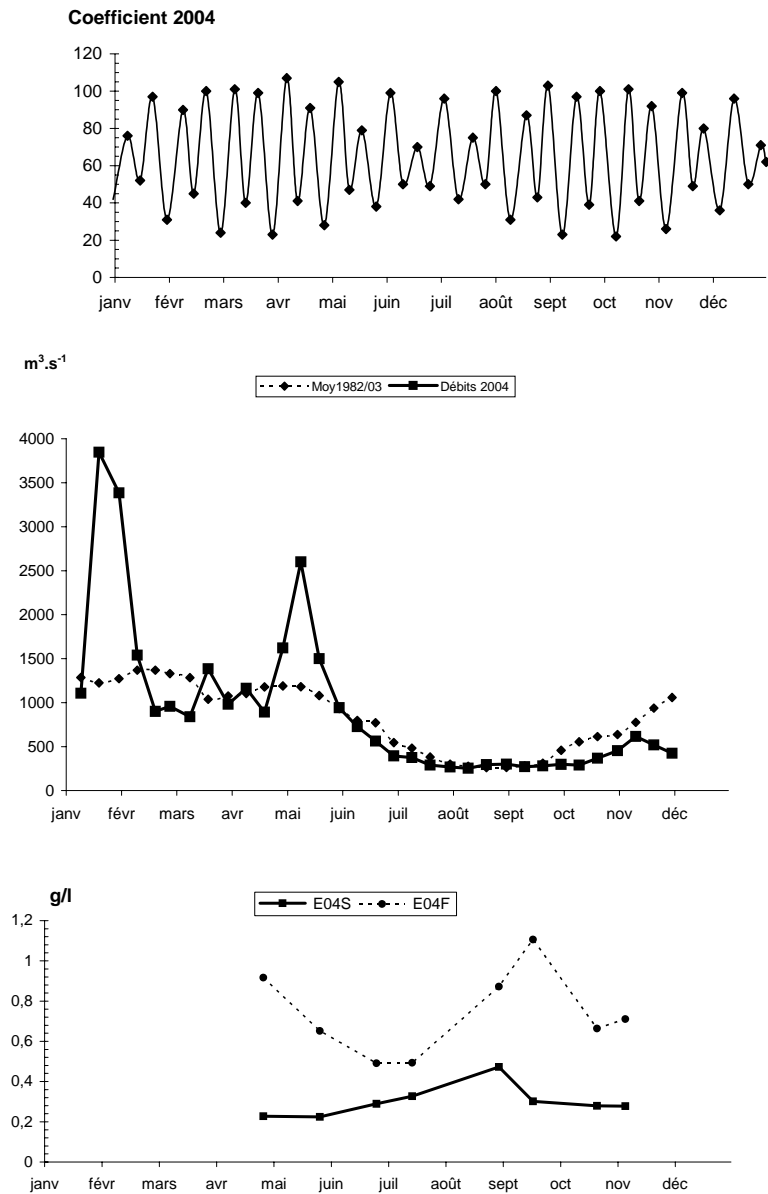 Coefficient 2004
120
100
80
60
40
20
0
janv févr mars avr mai juin juil août sept oct nov déc
m³.s⁻¹
Moy1982/03 Débits 2004
4000
3500
3000
2500
2000
1500
1000
500
0
janv févr mars avr mai juin juil août sept oct nov déc
g/l
E04S E04F
1,2
1
0,8
0,6
0,4
0,2
0
janv févr mars avr mai juin juil août sept oct nov déc